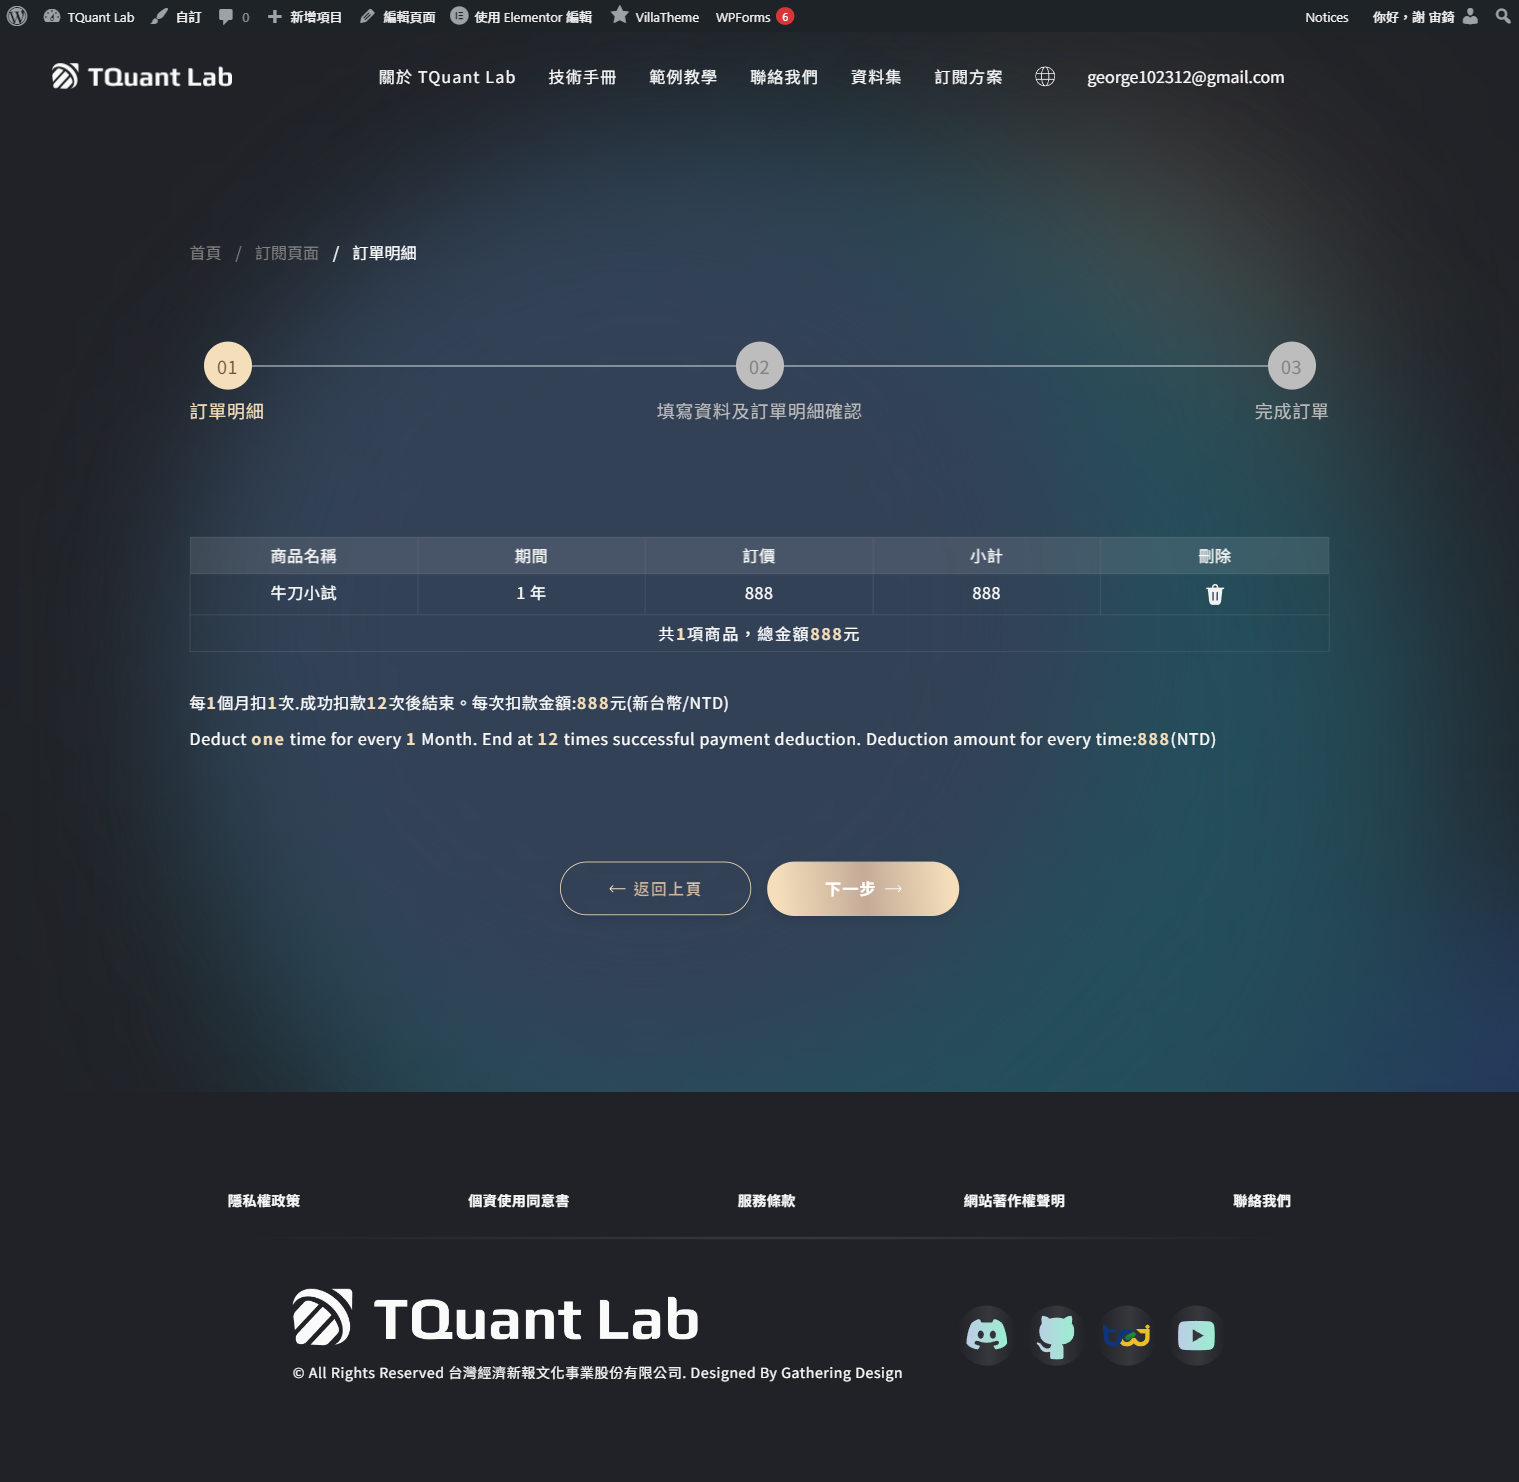 TQuant Lab 自訂 0 新增項目 編輯頁面 使用 Elementor 編輯 VillaTheme WPForms 6 Notices 你好，謝 宙錡
TQuant Lab 關於 TQuant Lab 技術手冊 範例教學 聯絡我們 資料集 訂閱方案 george102312@gmail.com
首頁 / 訂閱頁面 / 訂單明細
01 02 03
訂單明細 填寫資料及訂單明細確認 完成訂單
商品名稱 期間 訂價 小計 刪除
牛刀小試 1 年 888 888
共1項商品，總金額888元
每1個月扣1次.成功扣款12次後結束。每次扣款金額:888元(新台幣/NTD)
Deduct one time for every 1 Month. End at 12 times successful payment deduction. Deduction amount for every time:888(NTD)
← 返回上頁 下一步 →
隱私權政策 個資使用同意書 服務條款 網站著作權聲明 聯絡我們
TQuant Lab
© All Rights Reserved 台灣經濟新報文化事業股份有限公司. Designed By Gathering Design
tej